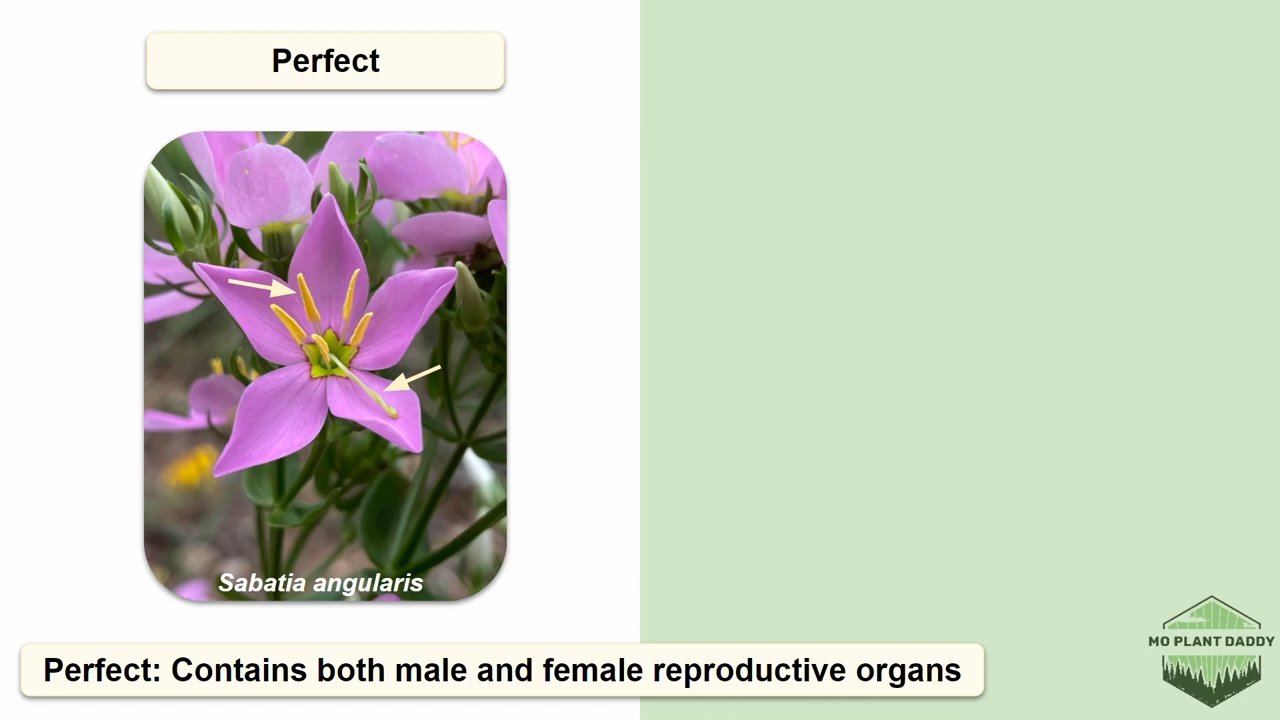 Perfect
Sabatia angularis
Perfect: Contains both male and female reproductive organs
MO PLANT DADDY